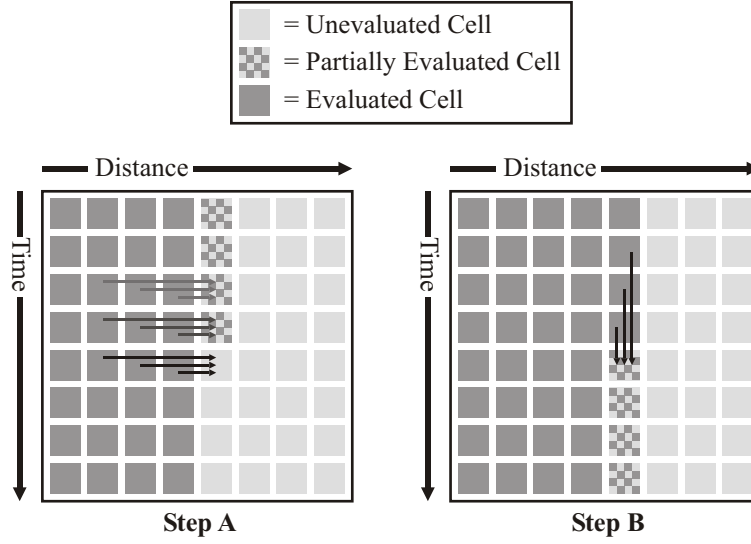 = Unevaluated Cell
= Partially Evaluated Cell
= Evaluated Cell
Distance
Time
Step A
Distance
Time
Step B